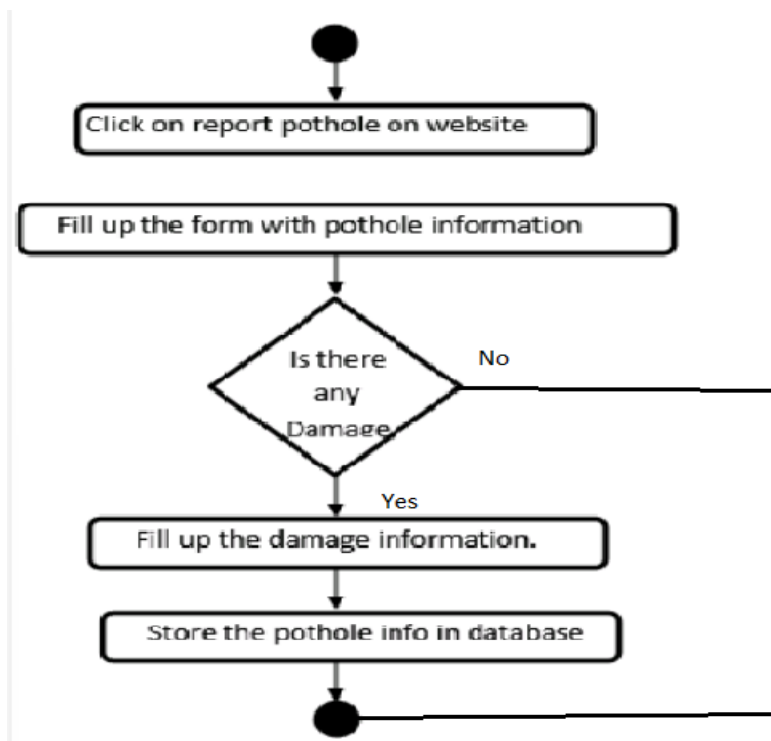 Click on report pothole on website
Fill up the form with pothole information
Is there
any
Damage
No
Yes
Fill up the damage information.
Store the pothole info in database